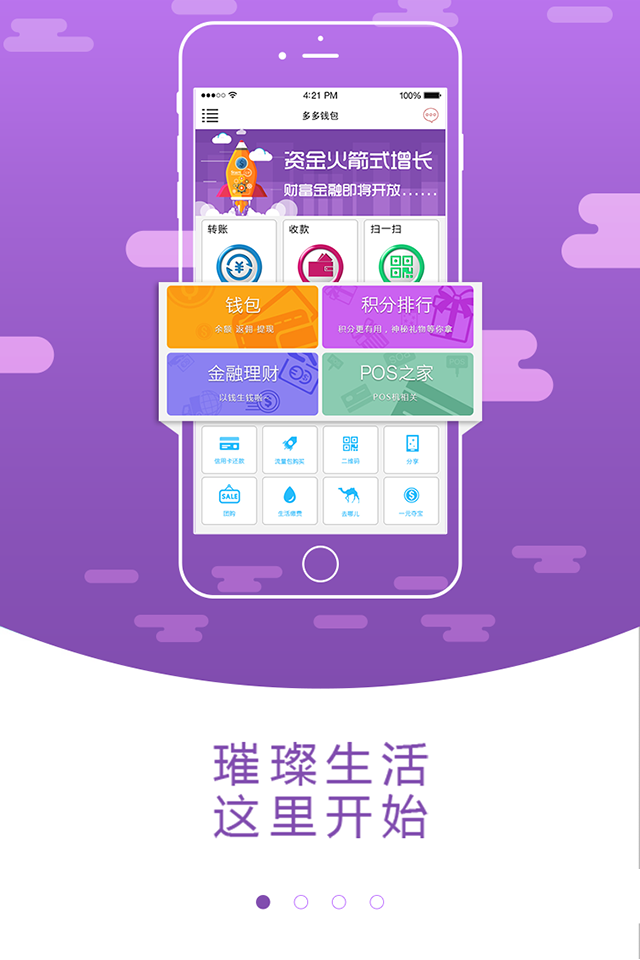 4:21 PM
100%
多多钱包
资金火箭式增长
财富金融即将开放......
转账
收款
扫一扫
钱包
余额 返佣 提现
积分排行
积分更有用，神秘礼物等你拿
金融理财
以钱生钱啦
POS之家
POS机相关
信用卡还款
流量包购买
二维码
分享
SALE
团购
生活缴费
去哪儿
一元夺宝
璀璨生活
这里开始